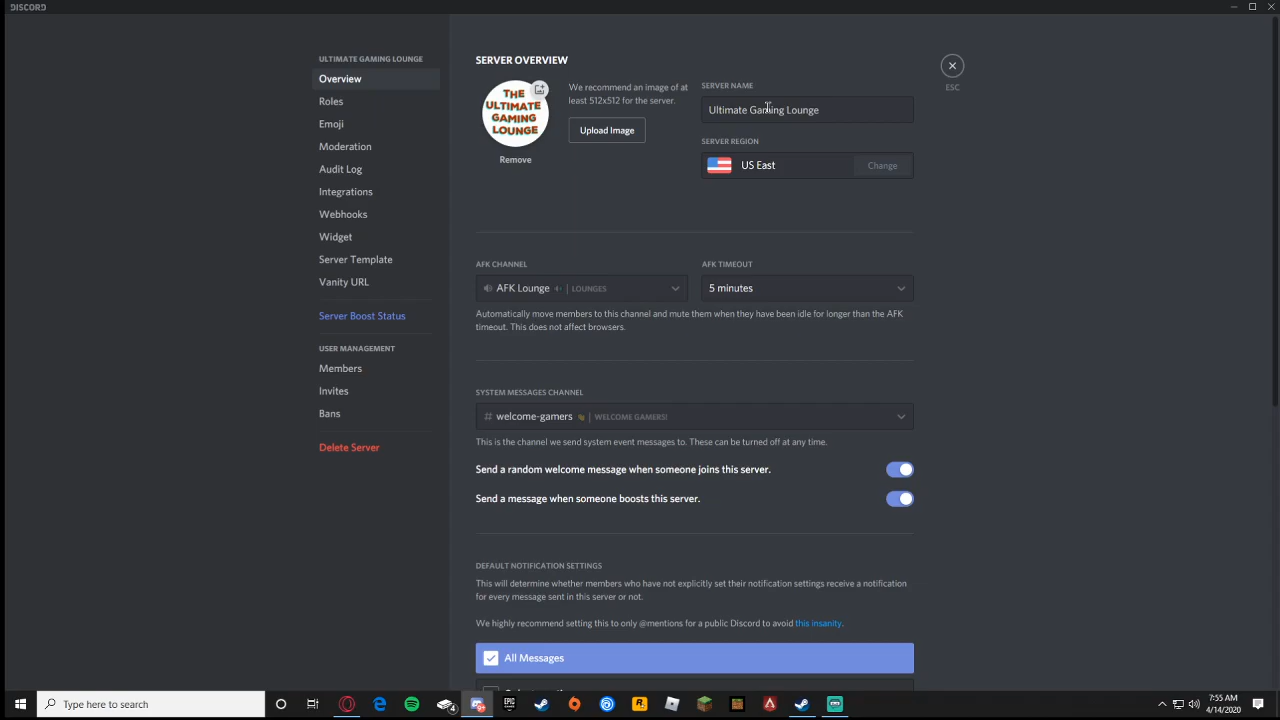 DISCORD
ULTIMATE GAMING LOUNGE
Overview
Roles
Emoji
Moderation
Audit Log
Integrations
Webhooks
Widget
Server Template
Vanity URL
Server Boost Status
USER MANAGEMENT
Members
Invites
Bans
Delete Server
SERVER OVERVIEW
THE
ULTIMATE
GAMING
LOUNGE
Remove
We recommend an image of at
least 512x512 for the server.
Upload Image
SERVER NAME
Ultimate Gaming Lounge
SERVER REGION
US East
Change
ESC
AFK CHANNEL
AFK Lounge | LOUNGES
AFK TIMEOUT
5 minutes
Automatically move members to this channel and mute them when they have been idle for longer than the AFK
timeout. This does not affect browsers.
SYSTEM MESSAGES CHANNEL
# welcome-gamers | WELCOME GAMERS!
This is the channel we send system event messages to. These can be turned off at any time.
Send a random welcome message when someone joins this server.
Send a message when someone boosts this server.
DEFAULT NOTIFICATION SETTINGS
This will determine whether members who have not explicitly set their notification settings receive a notification
for every message sent in this server or not.
We highly recommend setting this to only @mentions for a public Discord to avoid this insanity.
All Messages
Type here to search
4
7:55 AM
4/14/2020